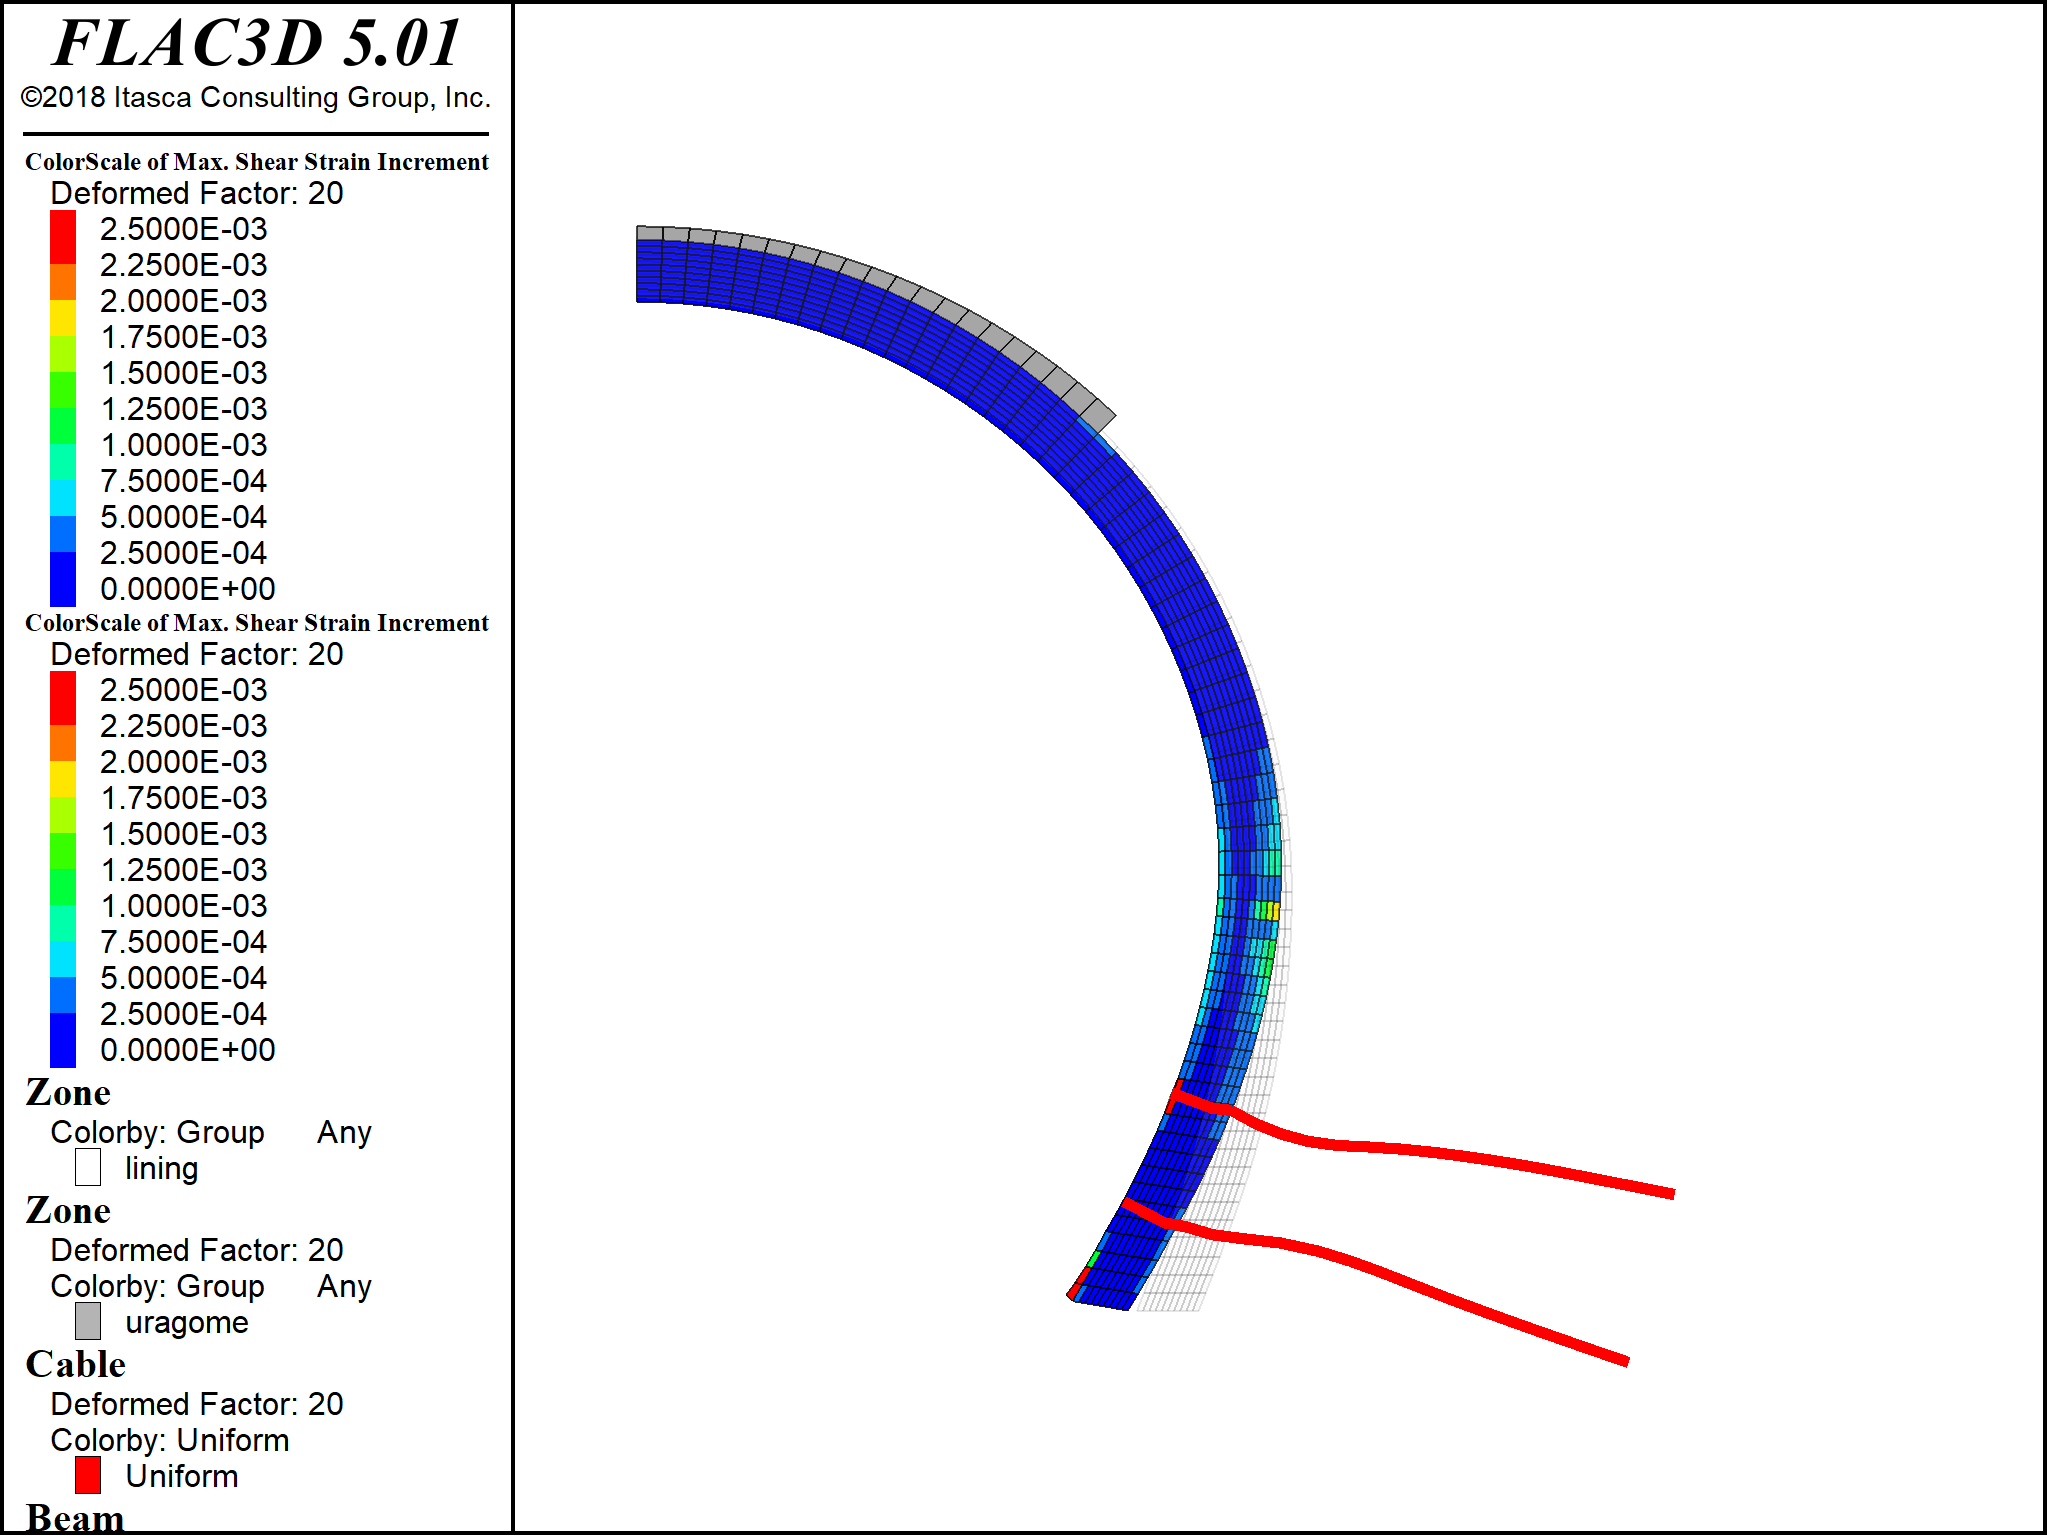 FLAC3D 5.01
©2018 Itasca Consulting Group, Inc.
ColorScale of Max. Shear Strain Increment
Deformed Factor: 20
2.5000E-03
2.2500E-03
2.0000E-03
1.7500E-03
1.5000E-03
1.2500E-03
1.0000E-03
7.5000E-04
5.0000E-04
2.5000E-04
0.0000E+00
ColorScale of Max. Shear Strain Increment
Deformed Factor: 20
2.5000E-03
2.2500E-03
2.0000E-03
1.7500E-03
1.5000E-03
1.2500E-03
1.0000E-03
7.5000E-04
5.0000E-04
2.5000E-04
0.0000E+00
Zone
Colorby: Group Any
lining
Zone
Deformed Factor: 20
Colorby: Group Any
uragome
Cable
Deformed Factor: 20
Colorby: Uniform
Uniform
Beam